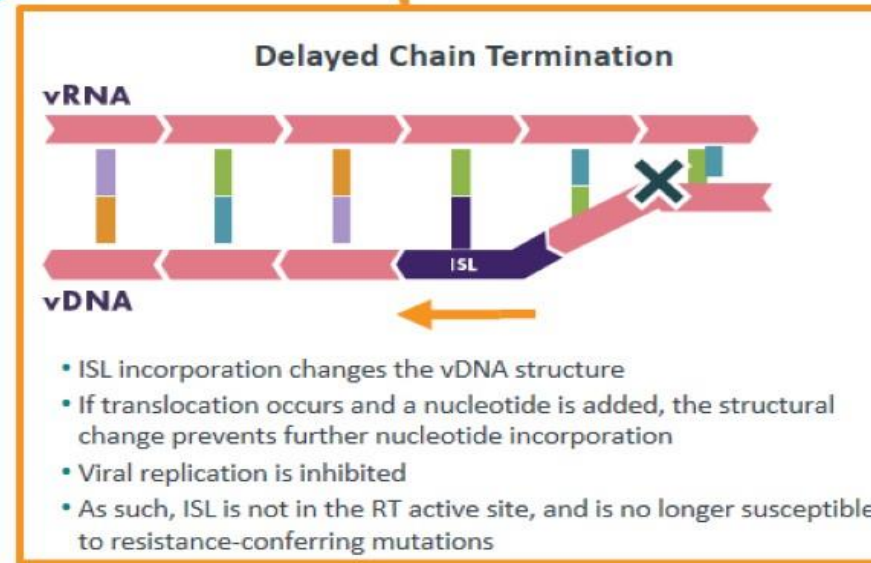 Delayed Chain Termination
vRNA
ISL
vDNA
• ISL incorporation changes the vDNA structure
• If translocation occurs and a nucleotide is added, the structural
change prevents further nucleotide incorporation
• Viral replication is inhibited
• As such, ISL is not in the RT active site, and is no longer susceptible
to resistance-conferring mutations